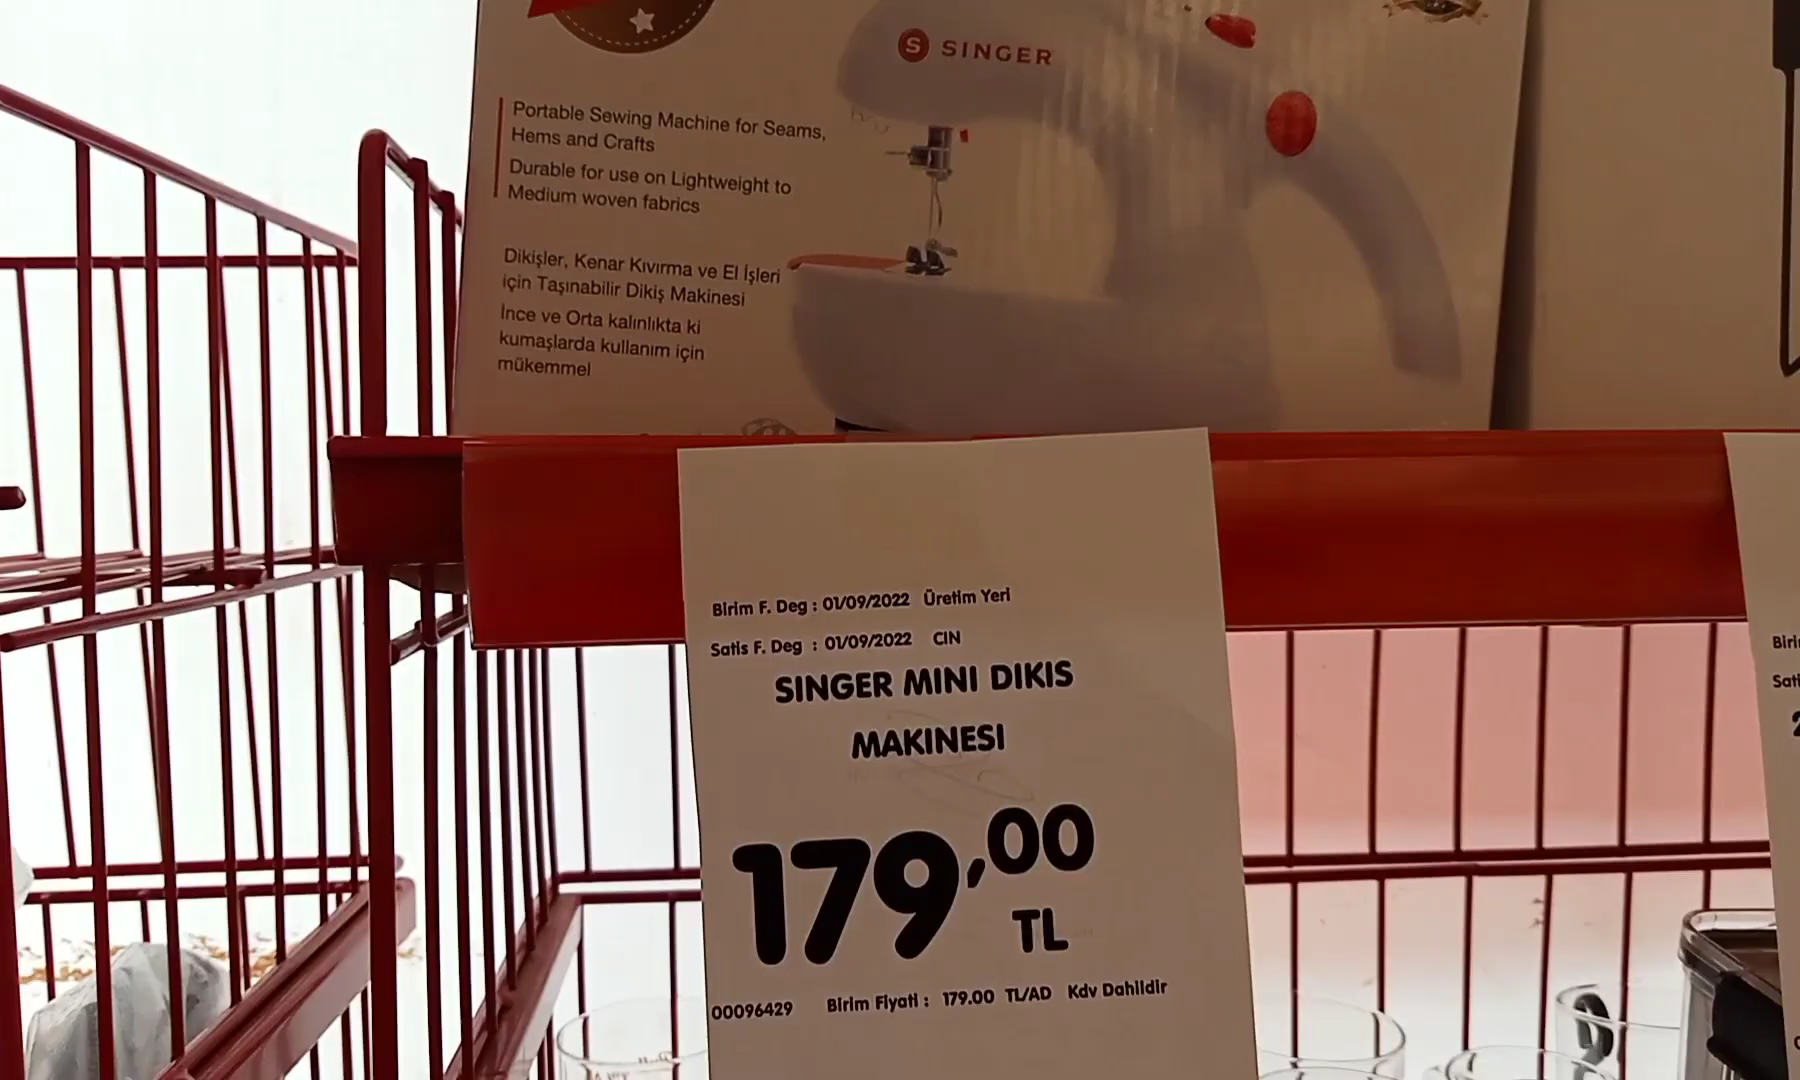 S SINGER
Portable Sewing Machine for Seams,
Hems and Crafts
Durable for use on Lightweight to
Medium woven fabrics
Dikişler, Kenar Kıvırma ve El İşleri
için Taşınabilir Dikiş Makinesi
İnce ve Orta kalınlıkta ki
kumaşlarda kullanım için
mükemmel
Birim F. Deg : 01/09/2022 Üretim Yeri
Satis F. Deg : 01/09/2022 CIN
SINGER MINI DIKIS
MAKINESI
179,00
TL
00096429 Birim Fiyati : 179.00 TL/AD Kdv Dahildir